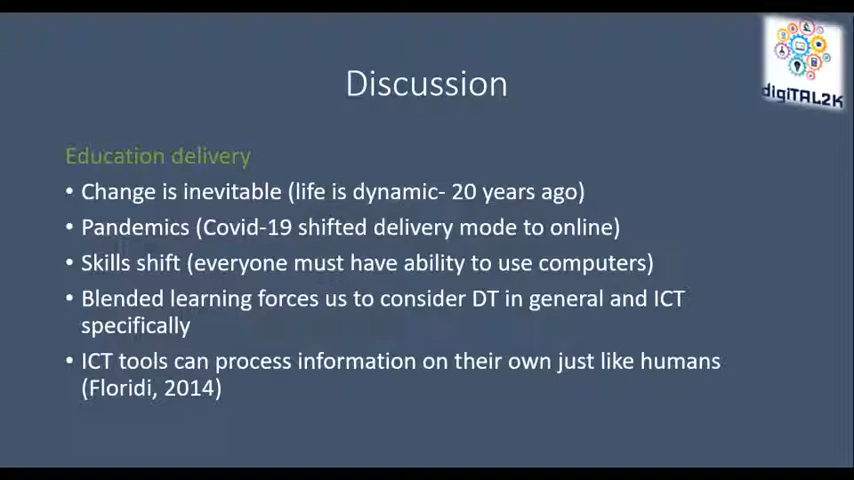 digiTAL2K
Discussion
Education delivery
• Change is inevitable (life is dynamic- 20 years ago)
• Pandemics (Covid-19 shifted delivery mode to online)
• Skills shift (everyone must have ability to use computers)
• Blended learning forces us to consider DT in general and ICT
specifically
• ICT tools can process information on their own just like humans
(Floridi, 2014)